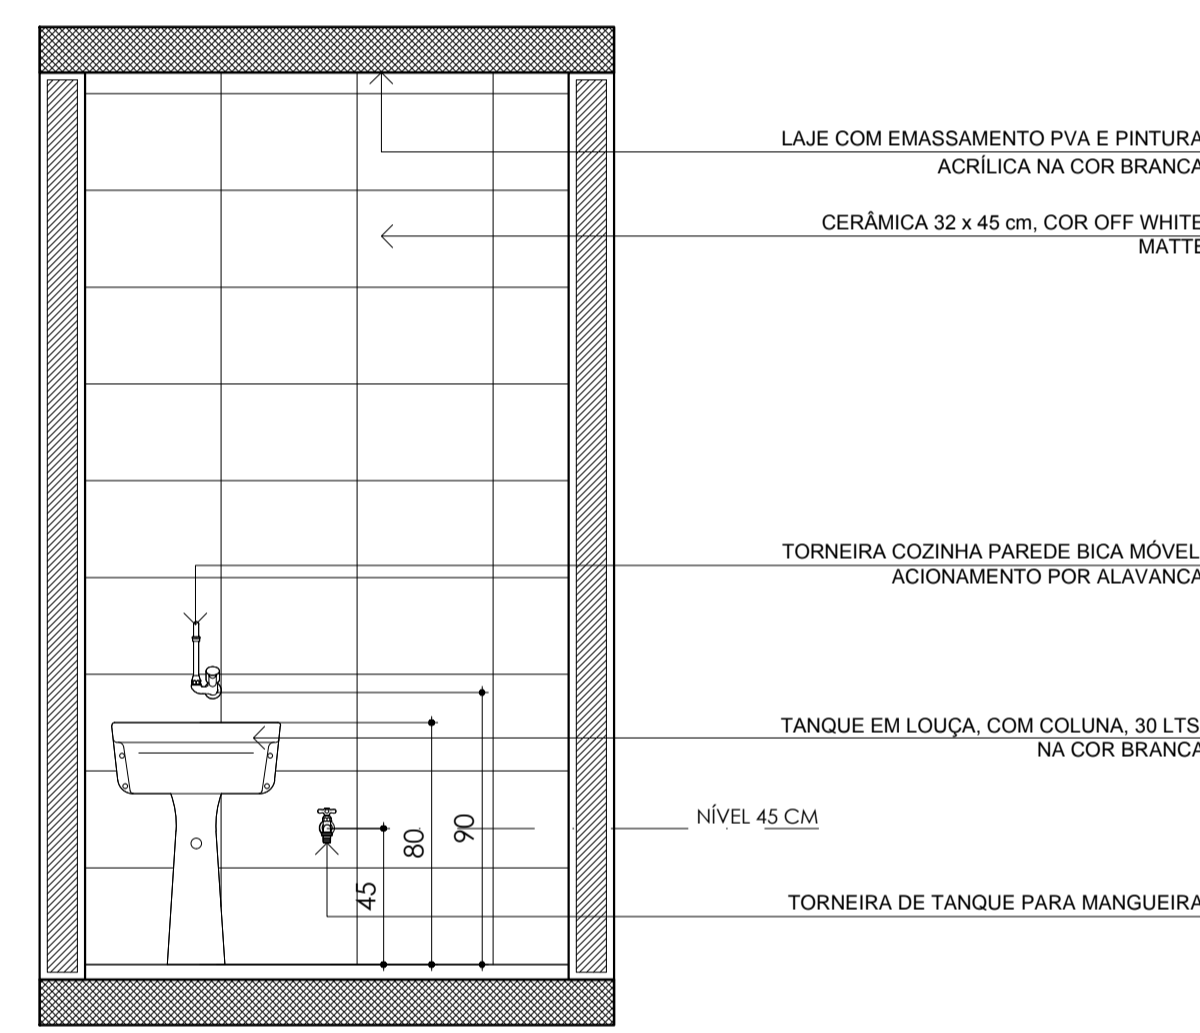 LAJE COM EMASSAMENTO PVA E PINTURA
ACRÍLICA NA COR BRANCA
CERÂMICA 32 x 45 cm, COR OFF WHITE
MATTE
TORNEIRA COZINHA PAREDE BICA MÓVEL
ACIONAMENTO POR ALAVANCA
TANQUE EM LOUÇA, COM COLUNA, 30 LTS
NA COR BRANCA
NÍVEL 45 CM
90
80
45
TORNEIRA DE TANQUE PARA MANGUEIRA